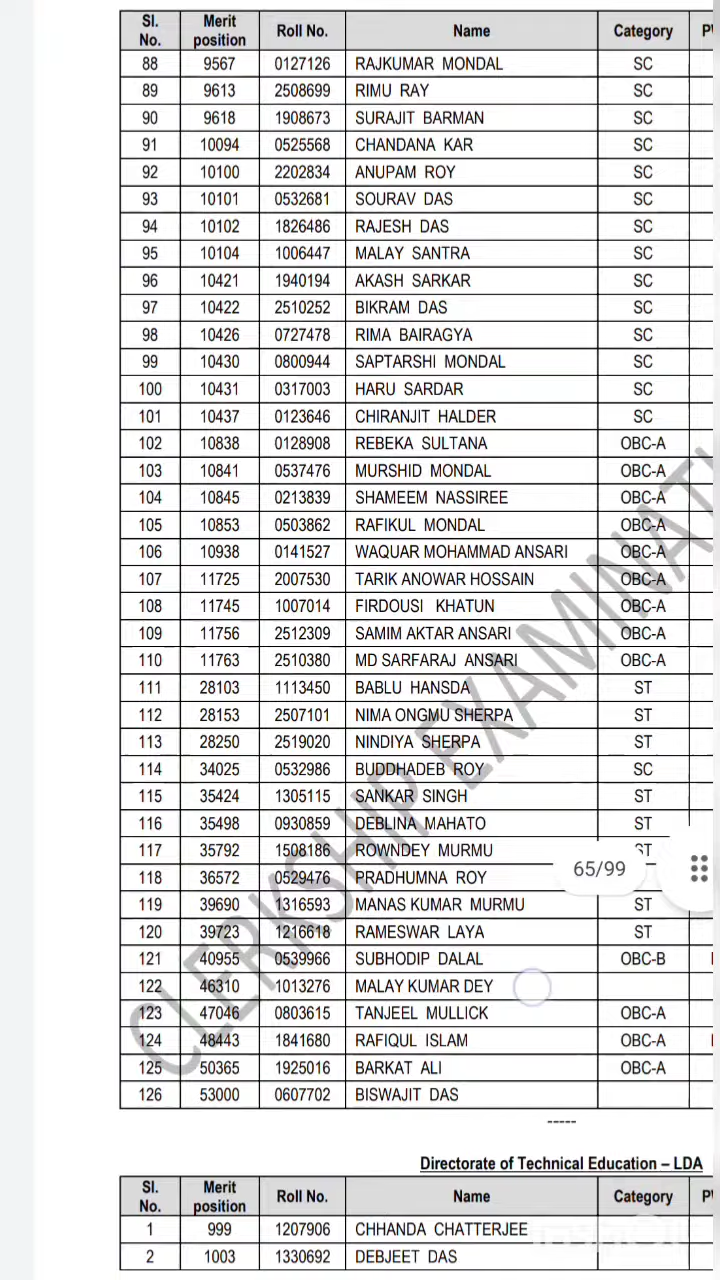 Sl. No. Merit position Roll No. Name Category P
88 9567 0127126 RAJKUMAR MONDAL SC
89 9613 2508699 RIMU RAY SC
90 9618 1908673 SURAJIT BARMAN SC
91 10094 0525568 CHANDANA KAR SC
92 10100 2202834 ANUPAM ROY SC
93 10101 0532681 SOURAV DAS SC
94 10102 1826486 RAJESH DAS SC
95 10104 1006447 MALAY SANTRA SC
96 10421 1940194 AKASH SARKAR SC
97 10422 2510252 BIKRAM DAS SC
98 10426 0727478 RIMA BAIRAGYA SC
99 10430 0800944 SAPTARSHI MONDAL SC
100 10431 0317003 HARU SARDAR SC
101 10437 0123646 CHIRANJIT HALDER SC
102 10838 0128908 REBEKA SULTANA OBC-A
103 10841 0537476 MURSHID MONDAL OBC-A
104 10845 0213839 SHAMEEM NASSIREE OBC-A
105 10853 0503862 RAFIKUL MONDAL OBC-A
106 10938 0141527 WAQUAR MOHAMMAD ANSARI OBC-A
107 11725 2007530 TARIK ANOWAR HOSSAIN OBC-A
108 11745 1007014 FIRDOUSI KHATUN OBC-A
109 11756 2512309 SAMIM AKTAR ANSARI OBC-A
110 11763 2510380 MD SARFARAJ ANSARI OBC-A
111 28103 1113450 BABLU HANSDA ST
112 28153 2507101 NIMA ONGMU SHERPA ST
113 28250 2519020 NINDIYA SHERPA ST
114 34025 0532986 BUDDHADEB ROY SC
115 35424 1305115 SANKAR SINGH ST
116 35498 0930859 DEBLINA MAHATO ST
117 35792 1508186 ROWNDEY MURMU ST
118 36572 0529476 PRADHUMNA ROY
65/99
119 39690 1316593 MANAS KUMAR MURMU ST
120 39723 1216618 RAMESWAR LAYA ST
121 40955 0539966 SUBHODIP DALAL OBC-B
122 46310 1013276 MALAY KUMAR DEY
123 47046 0803615 TANJEEL MULLICK OBC-A
124 48443 1841680 RAFIQUL ISLAM OBC-A
125 50365 1925016 BARKAT ALI OBC-A
126 53000 0607702 BISWAJIT DAS
CLERKSHIP EXAMINATI
-----
Directorate of Technical Education – LDA
Sl. No. Merit position Roll No. Name Category P
1 999 1207906 CHHANDA CHATTERJEE
2 1003 1330692 DEBJEET DAS